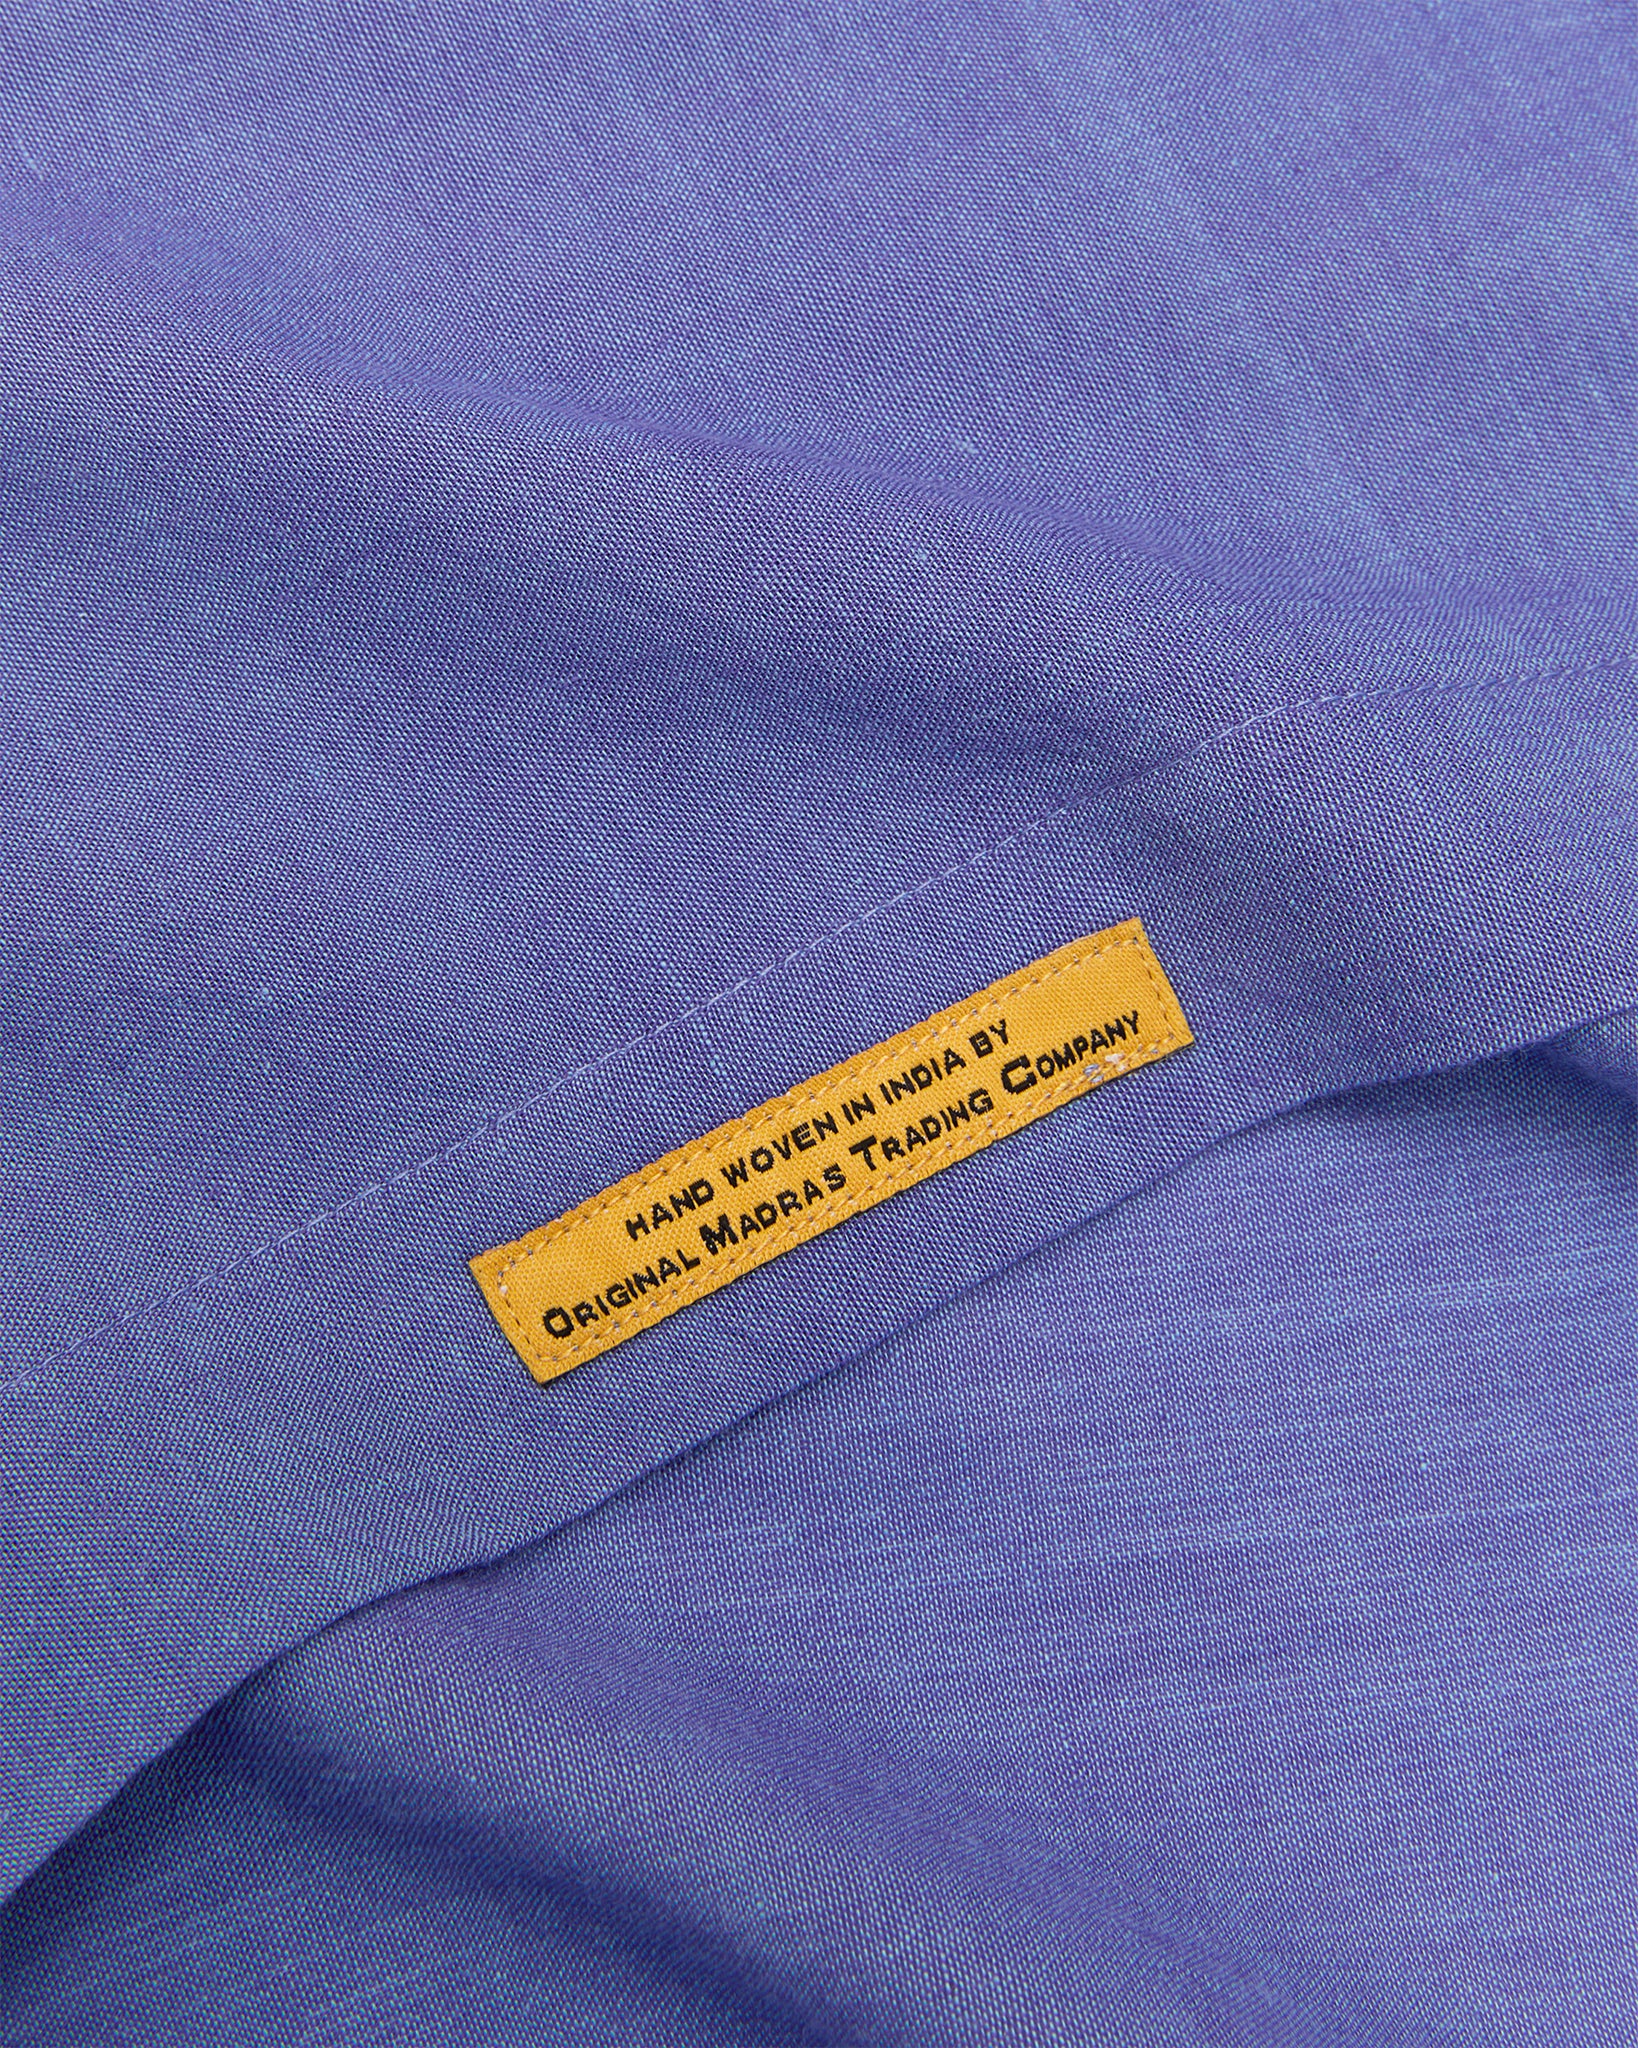 HAND WOVEN IN INDIA BY
ORIGINAL MADRAS TRADING COMPANY